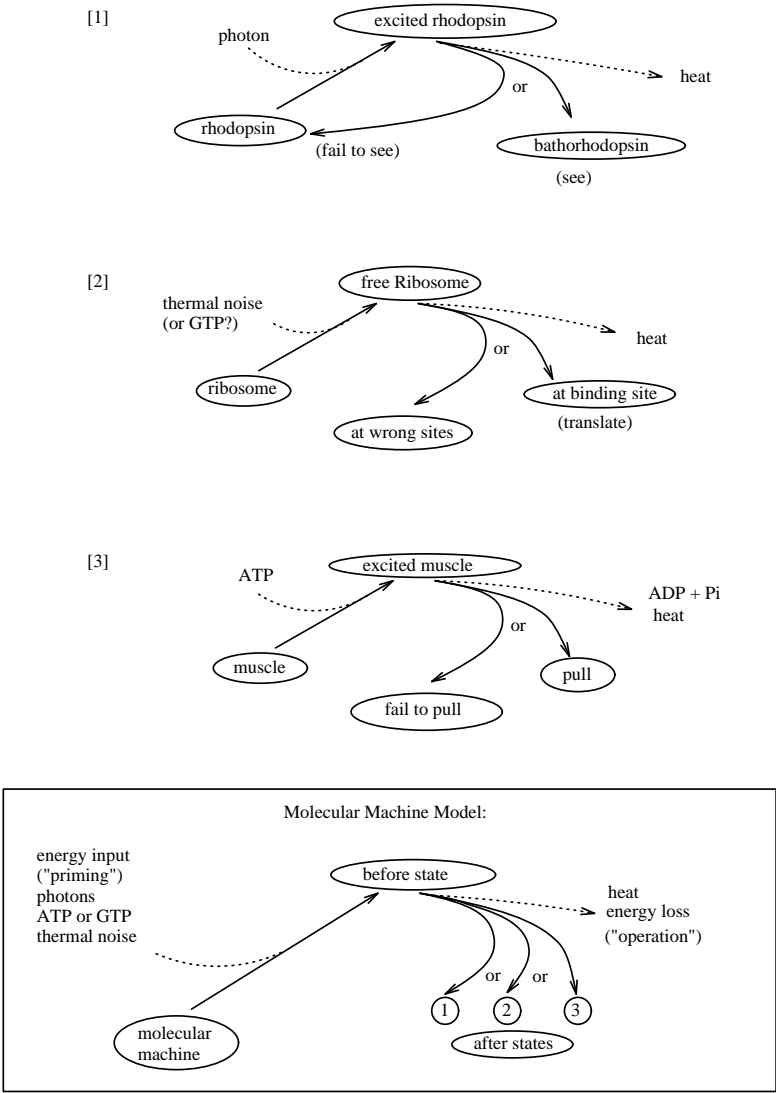 [1]
excited rhodopsin
photon
heat
or
rhodopsin
(fail to see)
bathorhodopsin
(see)
[2]
free Ribosome
thermal noise
(or GTP?)
heat
or
ribosome
at binding site
(translate)
at wrong sites
[3]
excited muscle
ATP
ADP + Pi
heat
or
muscle
pull
fail to pull
Molecular Machine Model:
energy input
("priming")
photons
ATP or GTP
thermal noise
before state
heat
energy loss
("operation")
or or
1 2 3
molecular
machine
after states